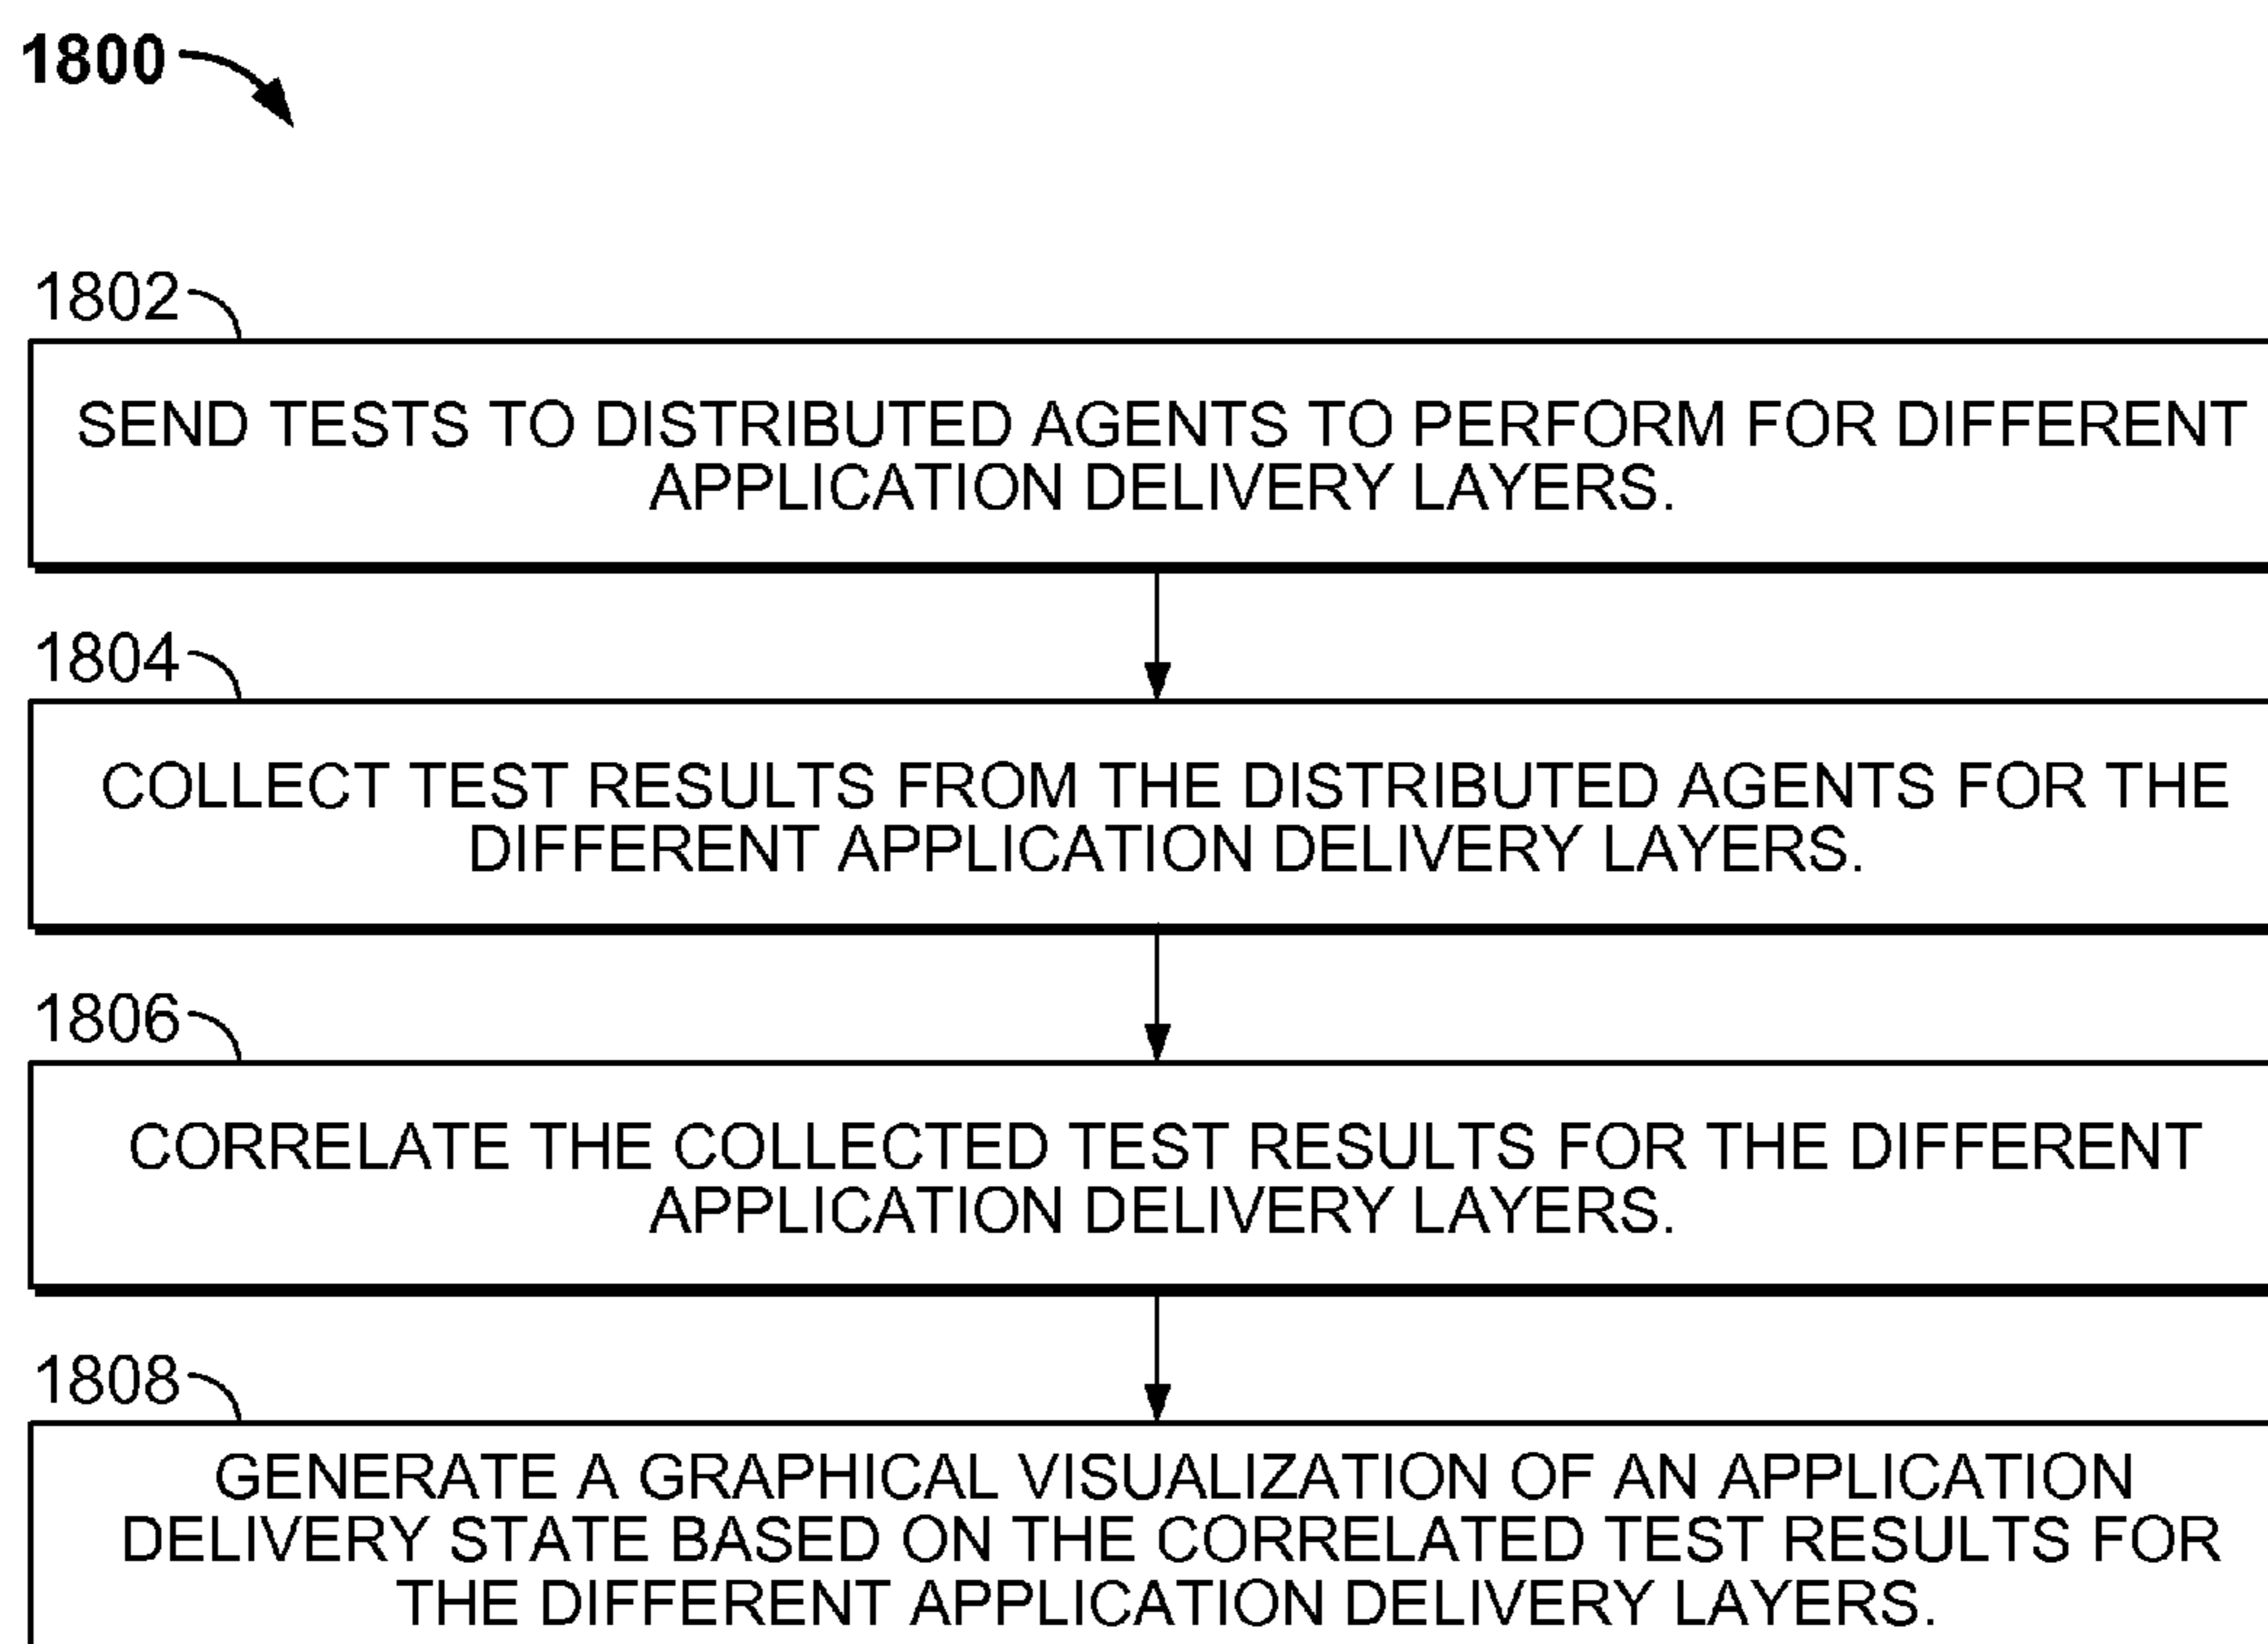 1800
1802
SEND TESTS TO DISTRIBUTED AGENTS TO PERFORM FOR DIFFERENT
APPLICATION DELIVERY LAYERS.
1804
COLLECT TEST RESULTS FROM THE DISTRIBUTED AGENTS FOR THE
DIFFERENT APPLICATION DELIVERY LAYERS.
1806
CORRELATE THE COLLECTED TEST RESULTS FOR THE DIFFERENT
APPLICATION DELIVERY LAYERS.
1808
GENERATE A GRAPHICAL VISUALIZATION OF AN APPLICATION
DELIVERY STATE BASED ON THE CORRELATED TEST RESULTS FOR
THE DIFFERENT APPLICATION DELIVERY LAYERS.